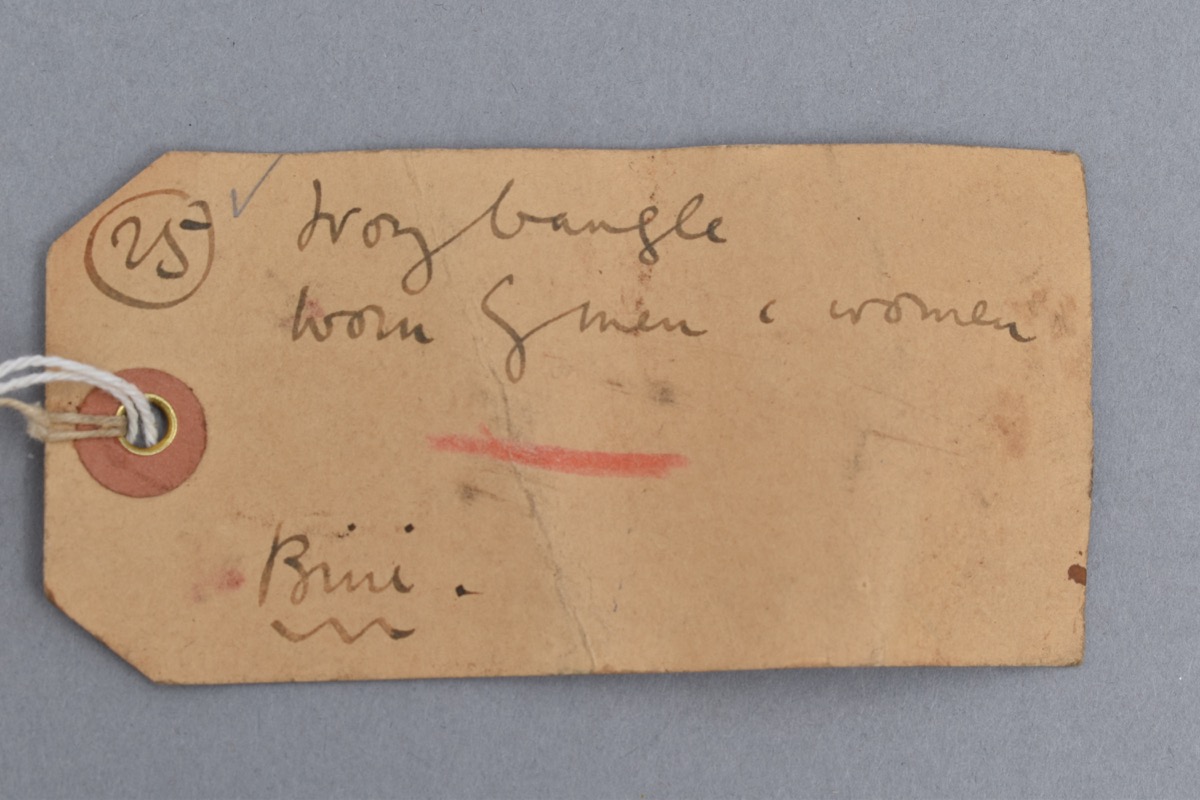 25 Ivory bangle
worn by men & women
Bini.